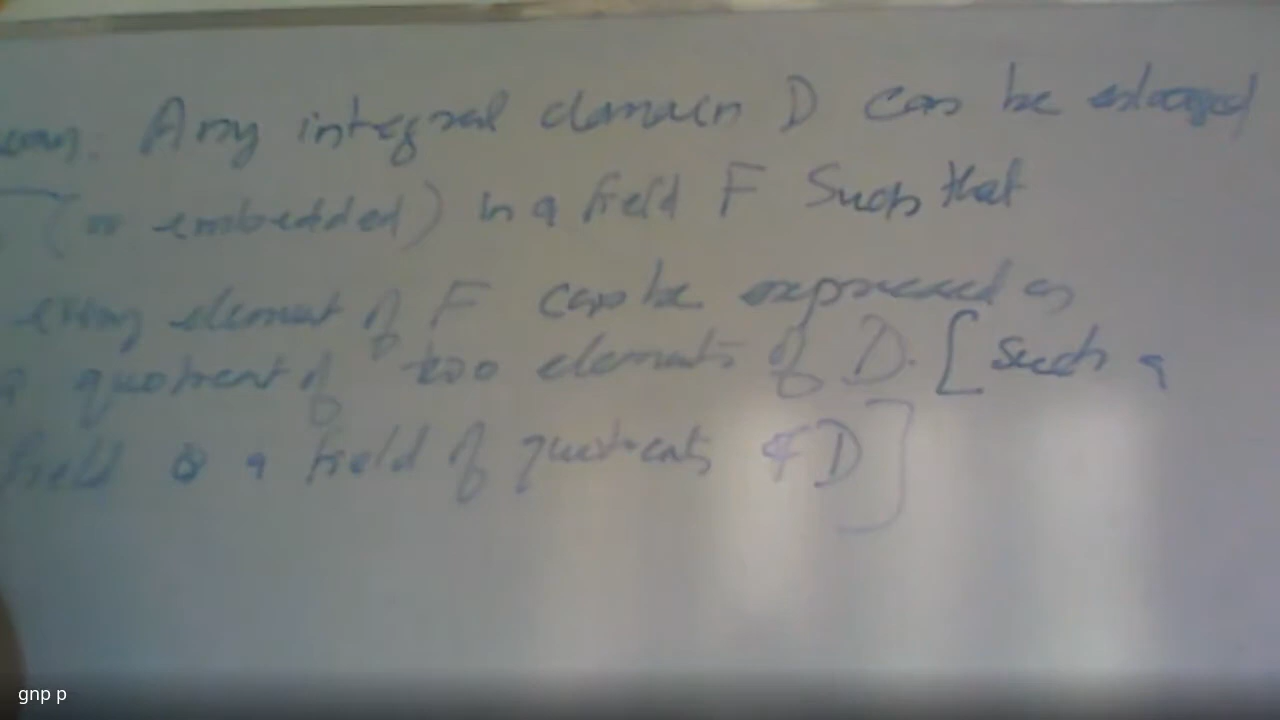 Any integral domain D can be enlarged
(or embedded) in a field F such that
every element of F can be expressed as
a quotient of two elements of D. [such a
field is a field of quotients of D]
gnp p